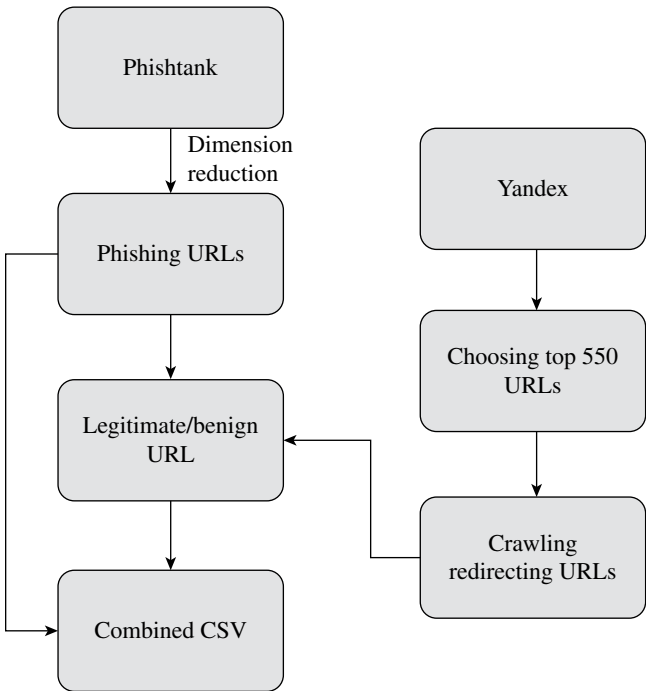 Phishtank
Dimension
reduction
Yandex
Phishing URLs
Choosing top 550
URLs
Legitimate/benign
URL
Crawling
redirecting URLs
Combined CSV